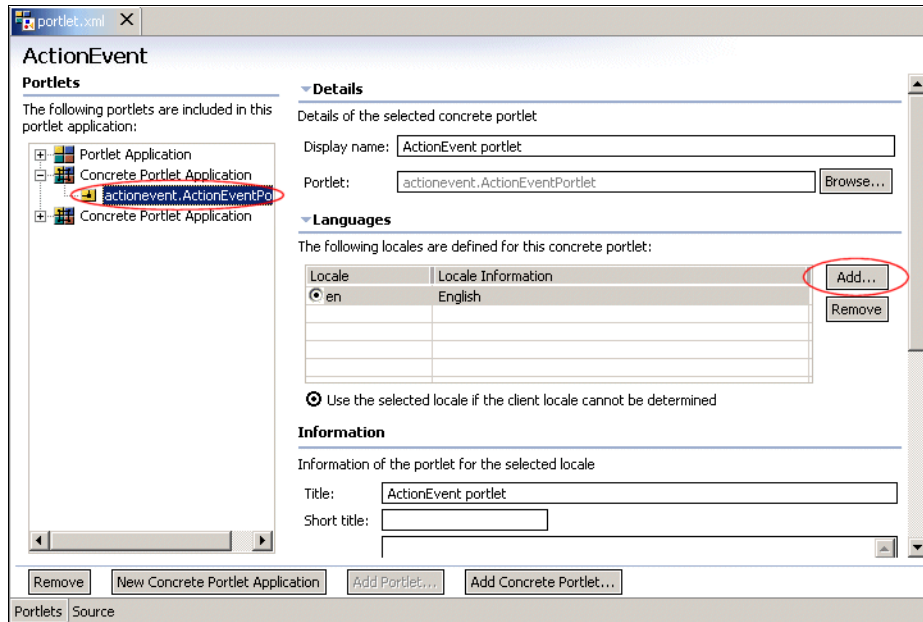 portlet.xml
ActionEvent
Portlets
The following portlets are included in this
portlet application:
Portlet Application
Concrete Portlet Application
actionevent.ActionEventPo
Concrete Portlet Application
Details
Details of the selected concrete portlet
Display name: ActionEvent portlet
Portlet: actionevent.ActionEventPortlet Browse...
Languages
The following locales are defined for this concrete portlet:
Locale Locale Information Add...
en English
Remove
Use the selected locale if the client locale cannot be determined
Information
Information of the portlet for the selected locale
Title: ActionEvent portlet
Short title:
Remove New Concrete Portlet Application Add Portlet... Add Concrete Portlet...
Portlets Source